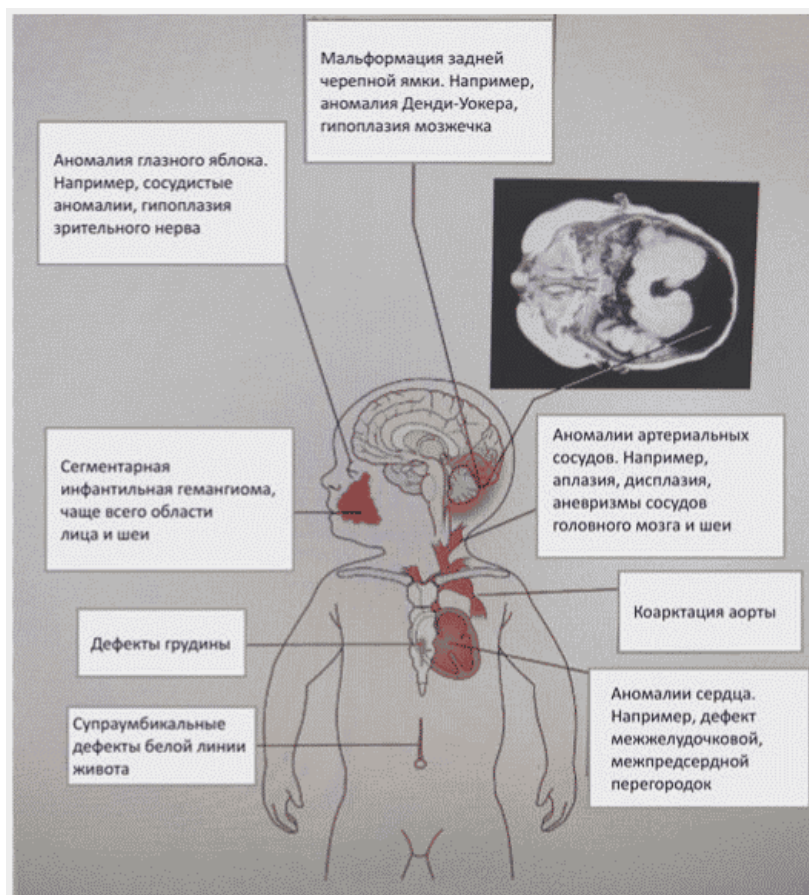 Мальформация задней
черепной ямки. Например,
аномалия Денди-Уокера,
гипоплазия мозжечка
Аномалия глазного яблока.
Например, сосудистые
аномалии, гипоплазия
зрительного нерва
Сегментарная
инфантильная гемангиома,
чаще всего области
лица и шеи
Аномалии артериальных
сосудов. Например,
аплазия, дисплазия,
аневризмы сосудов
головного мозга и шеи
Коарктация аорты
Дефекты грудины
Супраумбикальные
дефекты белой линии
живота
Аномалии сердца.
Например, дефект
межжелудочковой,
межпредсердной
перегородок